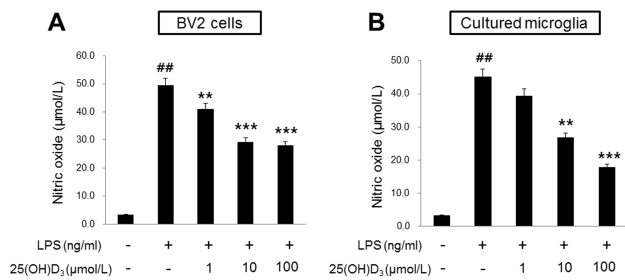 A
BV2 cells
Nitric oxide (μmol/L)
60.0
50.0
40.0
30.0
20.0
10.0
0.0
##
**
***
***
LPS (ng/ml) - + + + +
25(OH)D3(μmol/L) - - 1 10 100
B
Cultured microglia
Nitric oxide (μmol/L)
50.0
40.0
30.0
20.0
10.0
0.0
##
**
***
LPS (ng/ml) - + + + +
25(OH)D3(μmol/L) - - 1 10 100